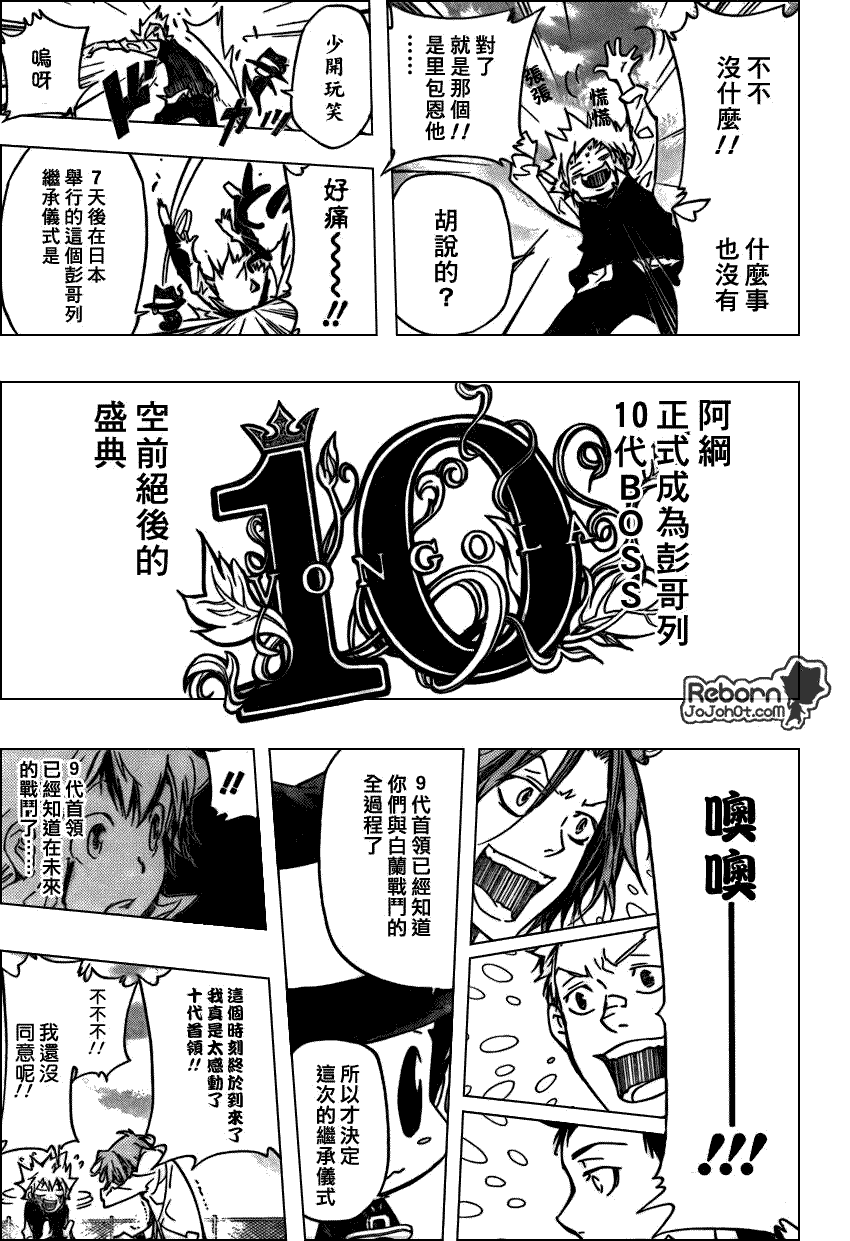 不不
沒什麼!!
什麼事
也沒有
慌慌
張張
對了
就是那個!!
是里包恩他
……
胡說的？
少開玩笑
嗚呀
好痛～～～!!
7天後在日本
舉行的這個彭哥列
繼承儀式是
阿綱
正式成為彭哥列
10代BOSS
10
VONGOLA
空前絕後的
盛典
Reborn
JoJoHot.com
噢噢——!!!
9代首領已經知道
你們與白蘭戰鬥的
全過程了
所以才決定
這次的繼承儀式
!!
9代首領
已經知道在未來
的戰鬥了……
這個時刻終於到來了
我真是太感動了
十代首領!!
不不不!!
我還沒
同意呢!!